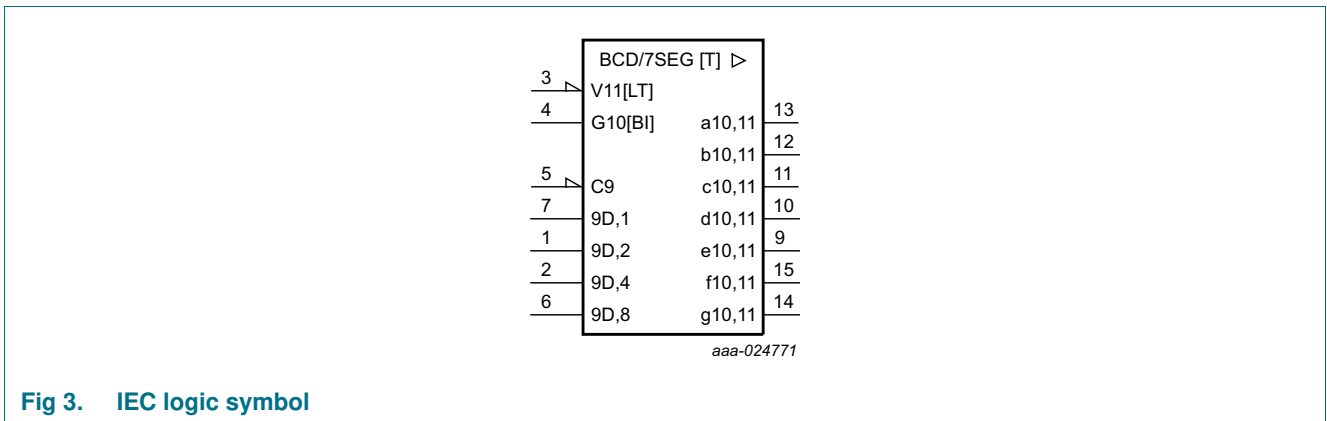 BCD/7SEG [T] ▷
3 V11[LT]
4 G10[BI] a10,11 13
b10,11 12
5 C9 c10,11 11
7 9D,1 d10,11 10
1 9D,2 e10,11 9
2 9D,4 f10,11 15
6 9D,8 g10,11 14
aaa-024771
Fig 3. IEC logic symbol